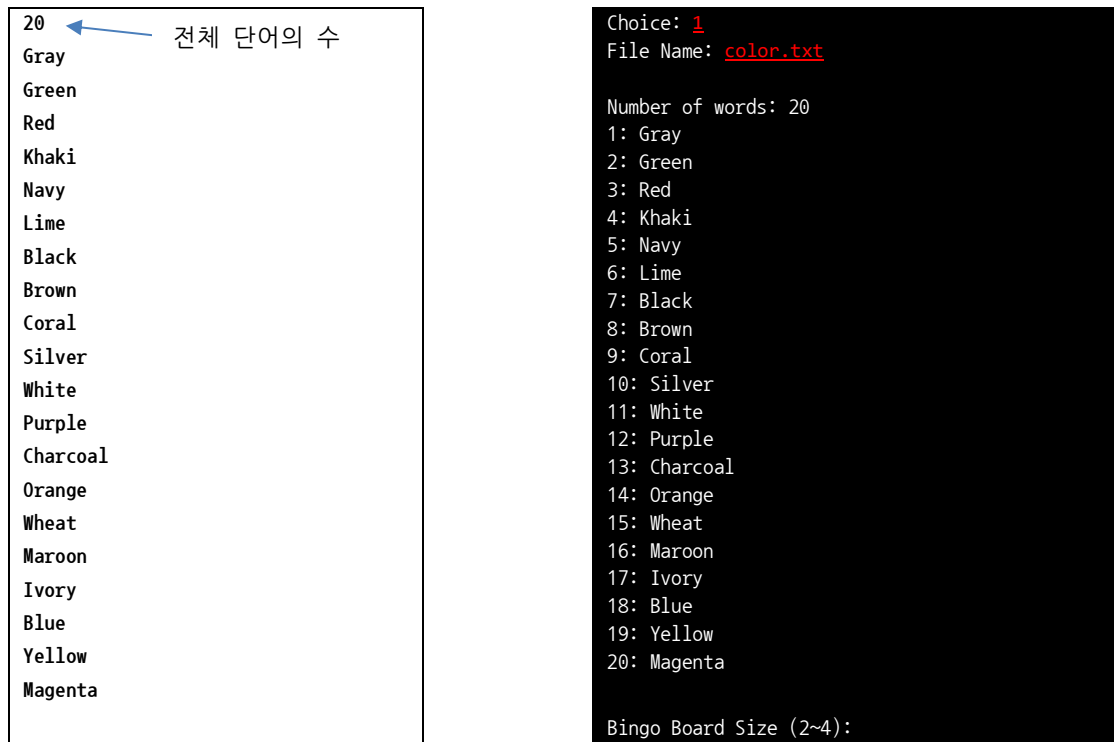 20
전체 단어의 수
Gray
Green
Red
Khaki
Navy
Lime
Black
Brown
Coral
Silver
White
Purple
Charcoal
Orange
Wheat
Maroon
Ivory
Blue
Yellow
Magenta
Choice: 1
File Name: color.txt
Number of words: 20
1: Gray
2: Green
3: Red
4: Khaki
5: Navy
6: Lime
7: Black
8: Brown
9: Coral
10: Silver
11: White
12: Purple
13: Charcoal
14: Orange
15: Wheat
16: Maroon
17: Ivory
18: Blue
19: Yellow
20: Magenta
Bingo Board Size (2~4):